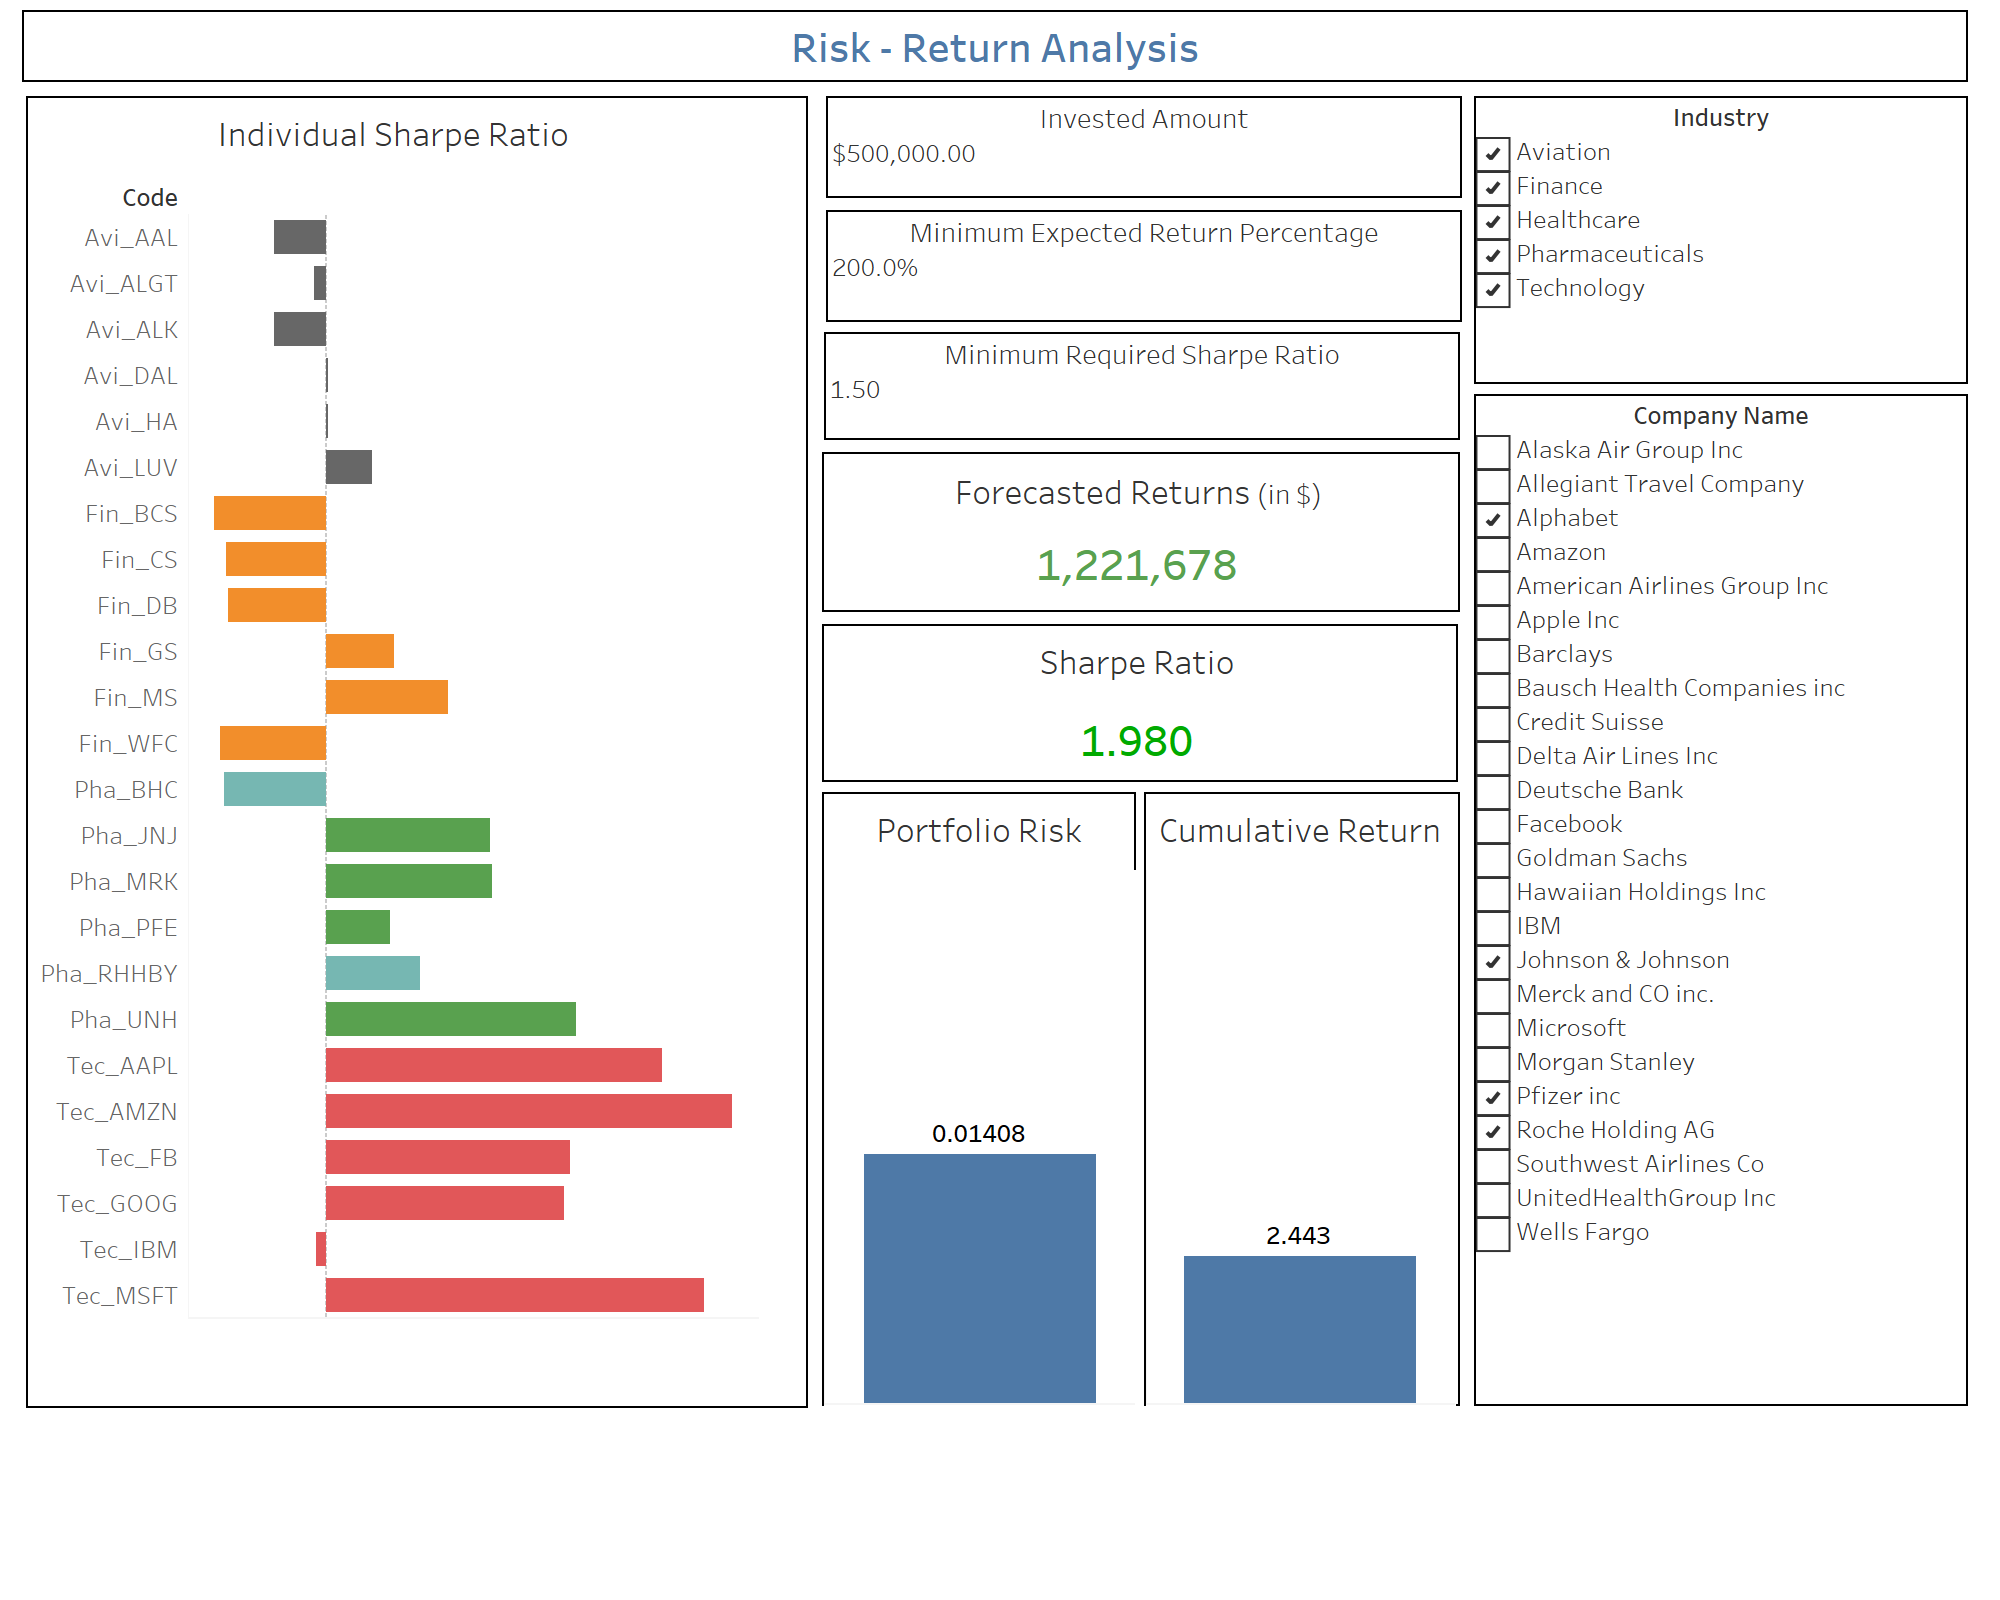 Risk - Return Analysis
Individual Sharpe Ratio
Code
Avi_AAL
Avi_ALGT
Avi_ALK
Avi_DAL
Avi_HA
Avi_LUV
Fin_BCS
Fin_CS
Fin_DB
Fin_GS
Fin_MS
Fin_WFC
Pha_BHC
Pha_JNJ
Pha_MRK
Pha_PFE
Pha_RHHBY
Pha_UNH
Tec_AAPL
Tec_AMZN
Tec_FB
Tec_GOOG
Tec_IBM
Tec_MSFT
Invested Amount
$500,000.00
Minimum Expected Return Percentage
200.0%
Minimum Required Sharpe Ratio
1.50
Forecasted Returns (in $)
1,221,678
Sharpe Ratio
1.980
Portfolio Risk
0.01408
Cumulative Return
2.443
Industry
Aviation
Finance
Healthcare
Pharmaceuticals
Technology
Company Name
Alaska Air Group Inc
Allegiant Travel Company
Alphabet
Amazon
American Airlines Group Inc
Apple Inc
Barclays
Bausch Health Companies inc
Credit Suisse
Delta Air Lines Inc
Deutsche Bank
Facebook
Goldman Sachs
Hawaiian Holdings Inc
IBM
Johnson & Johnson
Merck and CO inc.
Microsoft
Morgan Stanley
Pfizer inc
Roche Holding AG
Southwest Airlines Co
UnitedHealthGroup Inc
Wells Fargo